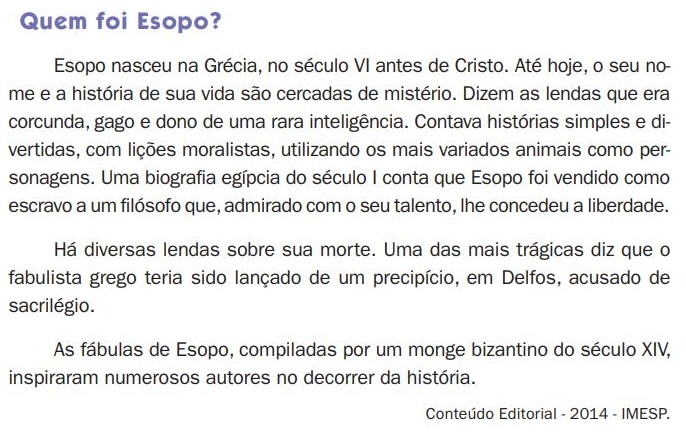 Quem foi Esopo?
Esopo nasceu na Grécia, no século VI antes de Cristo. Até hoje, o seu no-
me e a história de sua vida são cercadas de mistério. Dizem as lendas que era
corcunda, gago e dono de uma rara inteligência. Contava histórias simples e di-
vertidas, com lições moralistas, utilizando os mais variados animais como per-
sonagens. Uma biografia egípcia do século I conta que Esopo foi vendido como
escravo a um filósofo que, admirado com o seu talento, lhe concedeu a liberdade.
Há diversas lendas sobre sua morte. Uma das mais trágicas diz que o
fabulista grego teria sido lançado de um precipício, em Delfos, acusado de
sacrilégio.
As fábulas de Esopo, compiladas por um monge bizantino do século XIV,
inspiraram numerosos autores no decorrer da história.
Conteúdo Editorial - 2014 - IMESP.